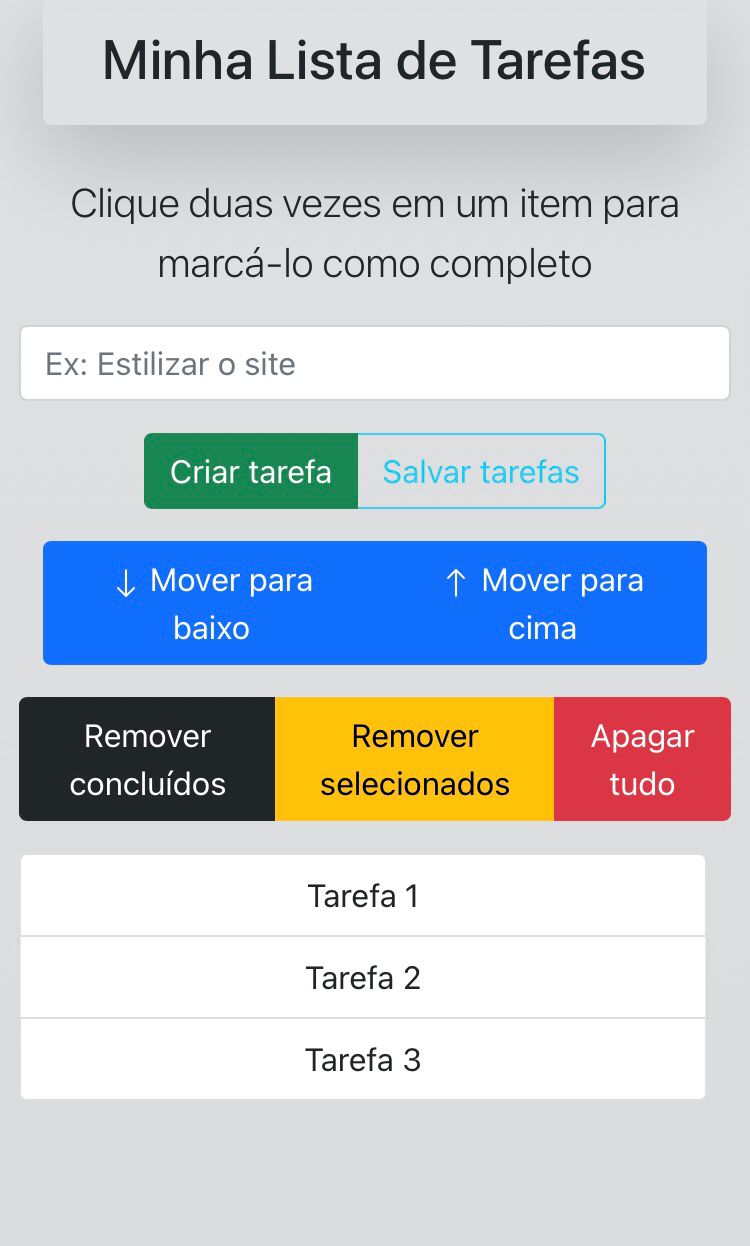 Minha Lista de Tarefas
Clique duas vezes em um item para
marcá-lo como completo
Ex: Estilizar o site
Criar tarefa
Salvar tarefas
↓ Mover para
baixo
↑ Mover para
cima
Remover
concluídos
Remover
selecionados
Apagar
tudo
Tarefa 1
Tarefa 2
Tarefa 3